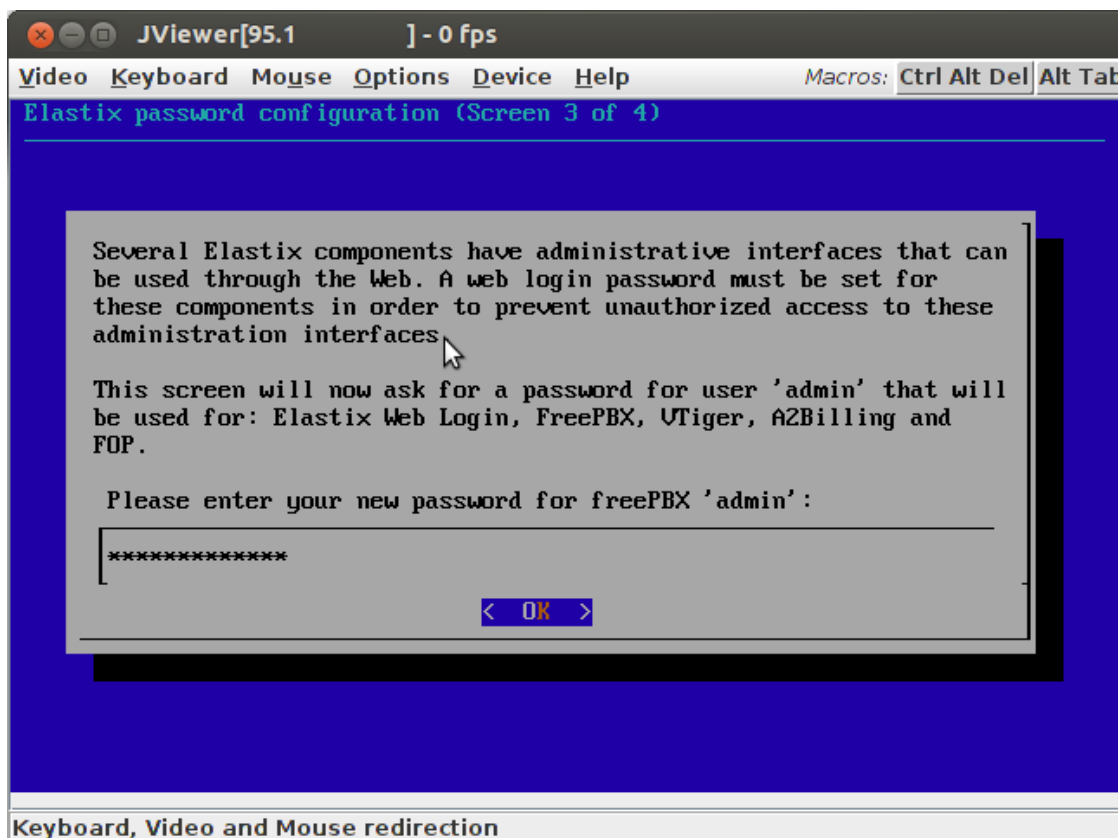 JViewer[95.1 ] - 0 fps
Video Keyboard Mouse Options Device Help Macros: Ctrl Alt Del Alt Tab
Elastix password configuration (Screen 3 of 4)
Several Elastix components have administrative interfaces that can
be used through the Web. A web login password must be set for
these components in order to prevent unauthorized access to these
administration interfaces.
This screen will now ask for a password for user 'admin' that will
be used for: Elastix Web Login, FreePBX, VTiger, A2Billing and
FOP.
Please enter your new password for freePBX 'admin':
*************
< OK >
Keyboard, Video and Mouse redirection